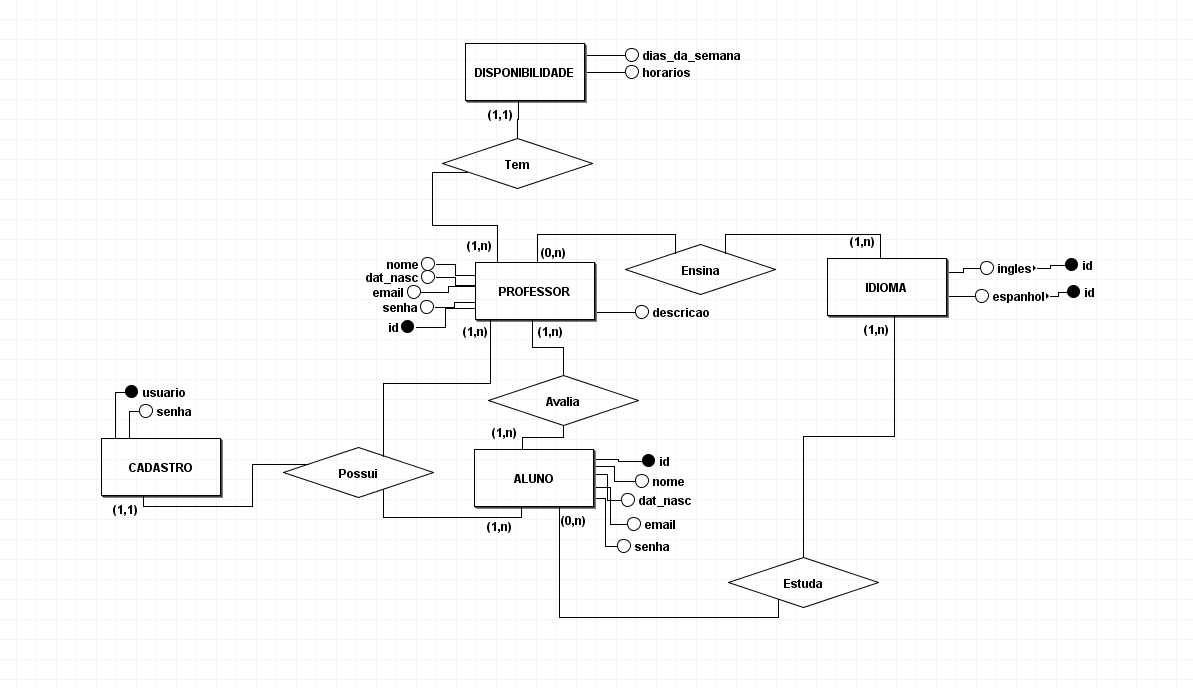 DISPONIBILIDADE
dias_da_semana
horarios
(1,1)
Tem
(1,n)
(0,n)
(1,n)
nome
dat_nasc
email
senha
id
PROFESSOR
descricao
Ensina
IDIOMA
ingles
id
espanhol
id
(1,n)
(1,n)
(1,n)
usuario
senha
Avalia
(1,n)
CADASTRO
(1,1)
Possui
ALUNO
id
nome
dat_nasc
email
senha
(1,n)
(0,n)
Estuda